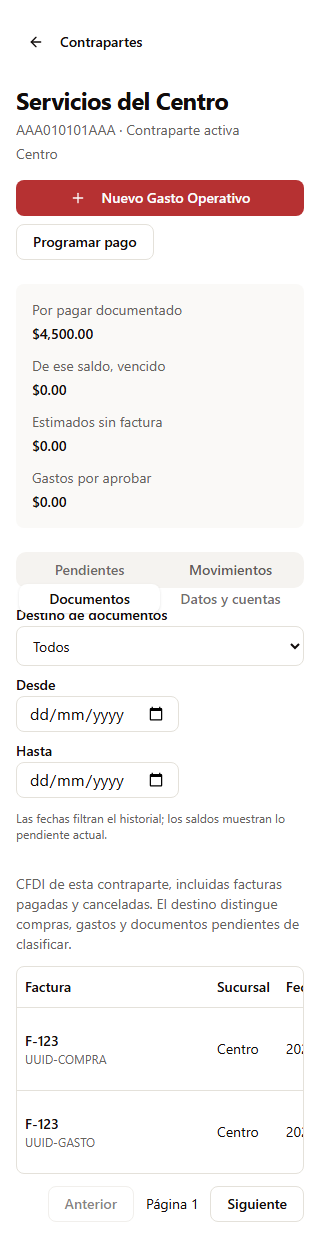 Contrapartes
Servicios del Centro
AAA010101AAA · Contraparte activa
Centro
Nuevo Gasto Operativo
Programar pago
Por pagar documentado
$4,500.00
De ese saldo, vencido
$0.00
Estimados sin factura
$0.00
Gastos por aprobar
$0.00
Pendientes Movimientos
Documentos Datos y cuentas
Destino de documentos
Todos
Desde
dd/mm/yyyy
Hasta
dd/mm/yyyy
Las fechas filtran el historial; los saldos muestran lo
pendiente actual.
CFDI de esta contraparte, incluidas facturas
pagadas y canceladas. El destino distingue
compras, gastos y documentos pendientes de
clasificar.
Factura Sucursal
F-123
UUID-COMPRA
Centro
F-123
UUID-GASTO
Centro
Anterior Página 1 Siguiente